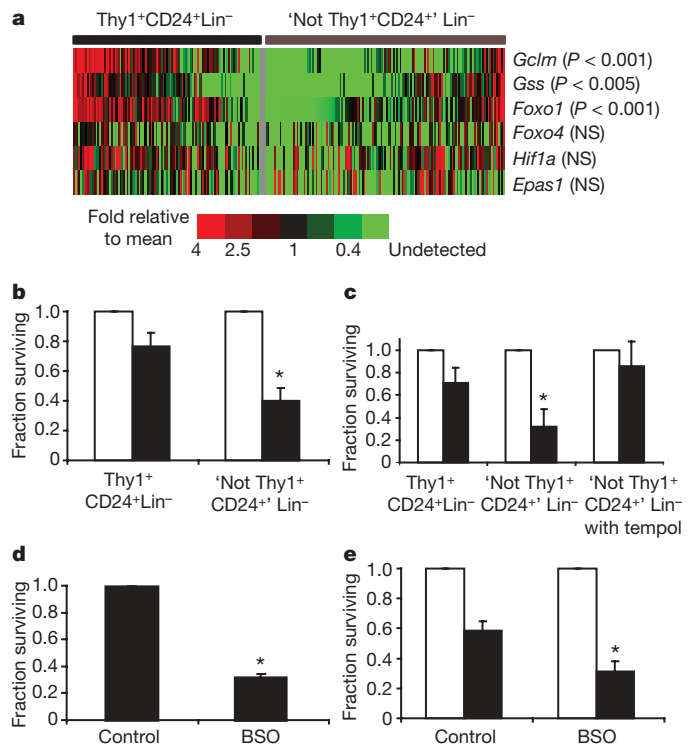 a
Thy1⁺CD24⁺Lin⁻
‘Not Thy1⁺CD24⁺’ Lin⁻
Gclm (P < 0.001)
Gss (P < 0.005)
Foxo1 (P < 0.001)
Foxo4 (NS)
Hif1a (NS)
Epas1 (NS)
Fold relative
to mean
4 2.5 1 0.4 Undetected
b
Fraction surviving
1.0
0.8
0.6
0.4
0.2
0
*
Thy1⁺
CD24⁺Lin⁻
‘Not Thy1⁺
CD24⁺’ Lin⁻
c
Fraction surviving
1.0
0.8
0.6
0.4
0.2
0
*
Thy1⁺
CD24⁺Lin⁻
‘Not Thy1⁺
CD24⁺’ Lin⁻
‘Not Thy1⁺
CD24⁺’ Lin⁻
with tempol
d
Fraction surviving
1.0
0.8
0.6
0.4
0.2
0
*
Control
BSO
e
Fraction surviving
1.0
0.8
0.6
0.4
0.2
0
*
Control
BSO